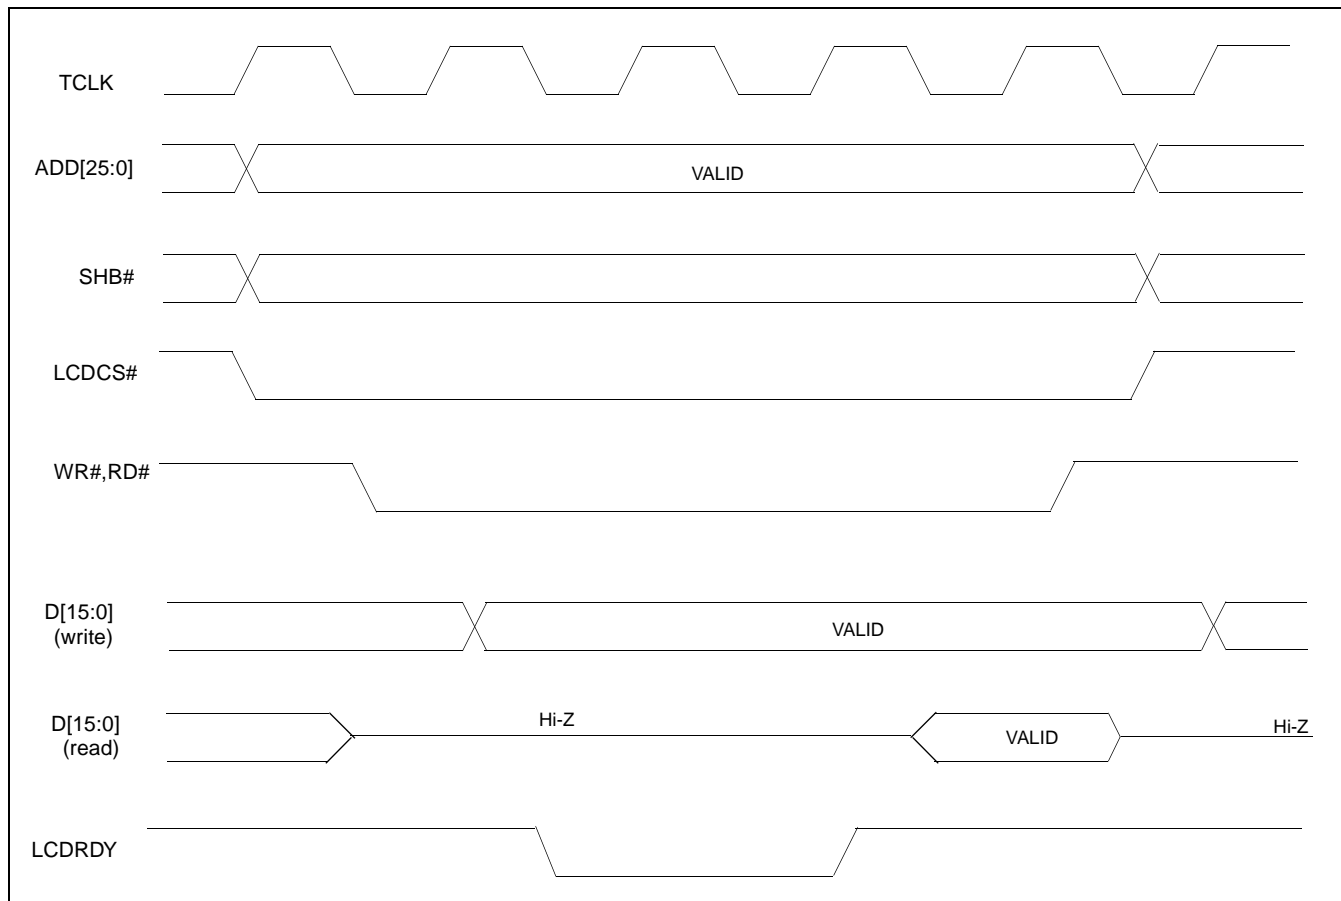 TCLK
ADD[25:0]
VALID
SHB#
LCDCS#
WR#,RD#
D[15:0]
(write)
VALID
D[15:0]
(read)
Hi-Z
VALID
Hi-Z
LCDRDY